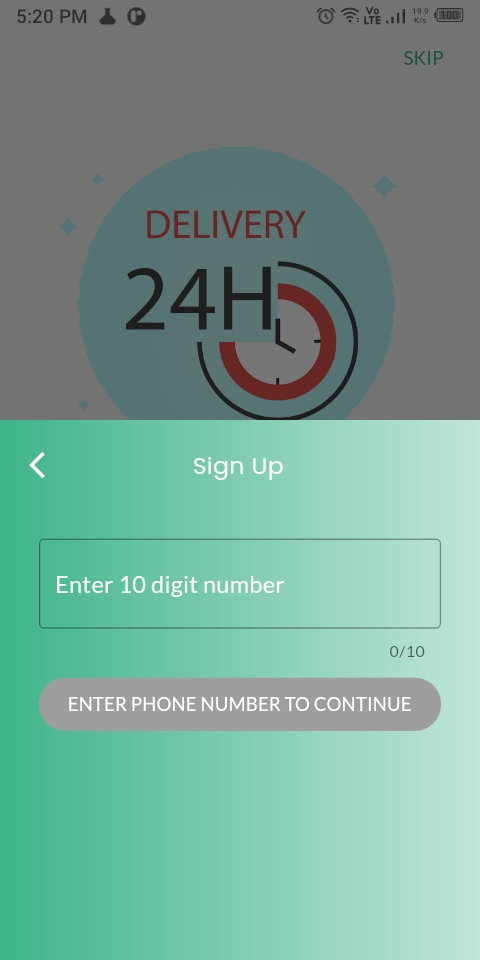 5:20 PM
Vo
LTE
19.9
K/s
100
SKIP
DELIVERY
24H
Sign Up
Enter 10 digit number
0/10
ENTER PHONE NUMBER TO CONTINUE